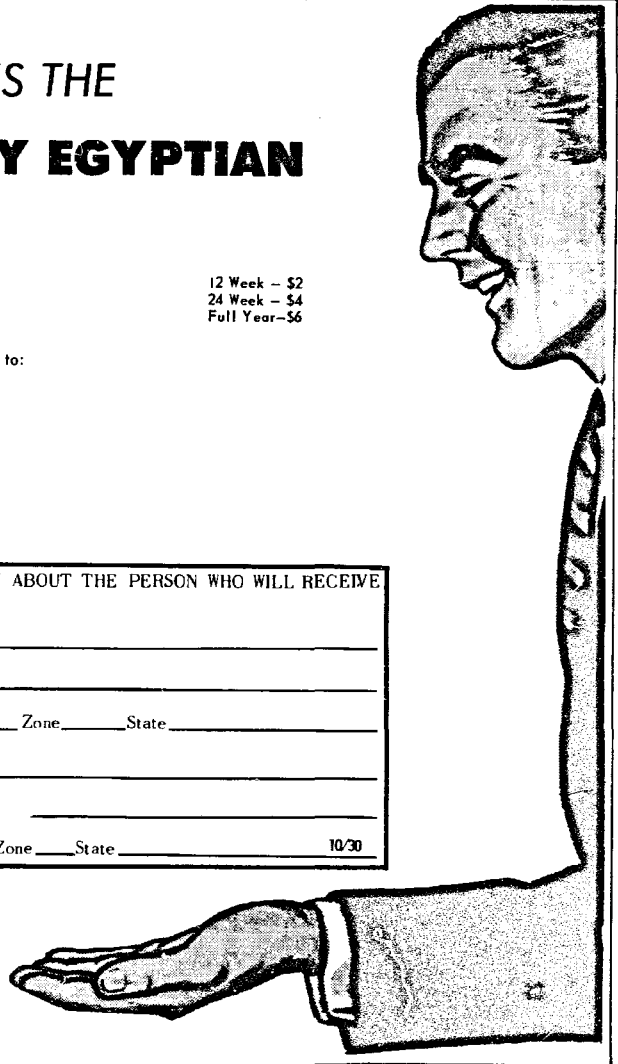 S THE
Y EGYPTIAN
12 Week – $2
24 Week – $4
Full Year–$6
to:
ABOUT THE PERSON WHO WILL RECEIVE
Zone State
Zone State 10/30